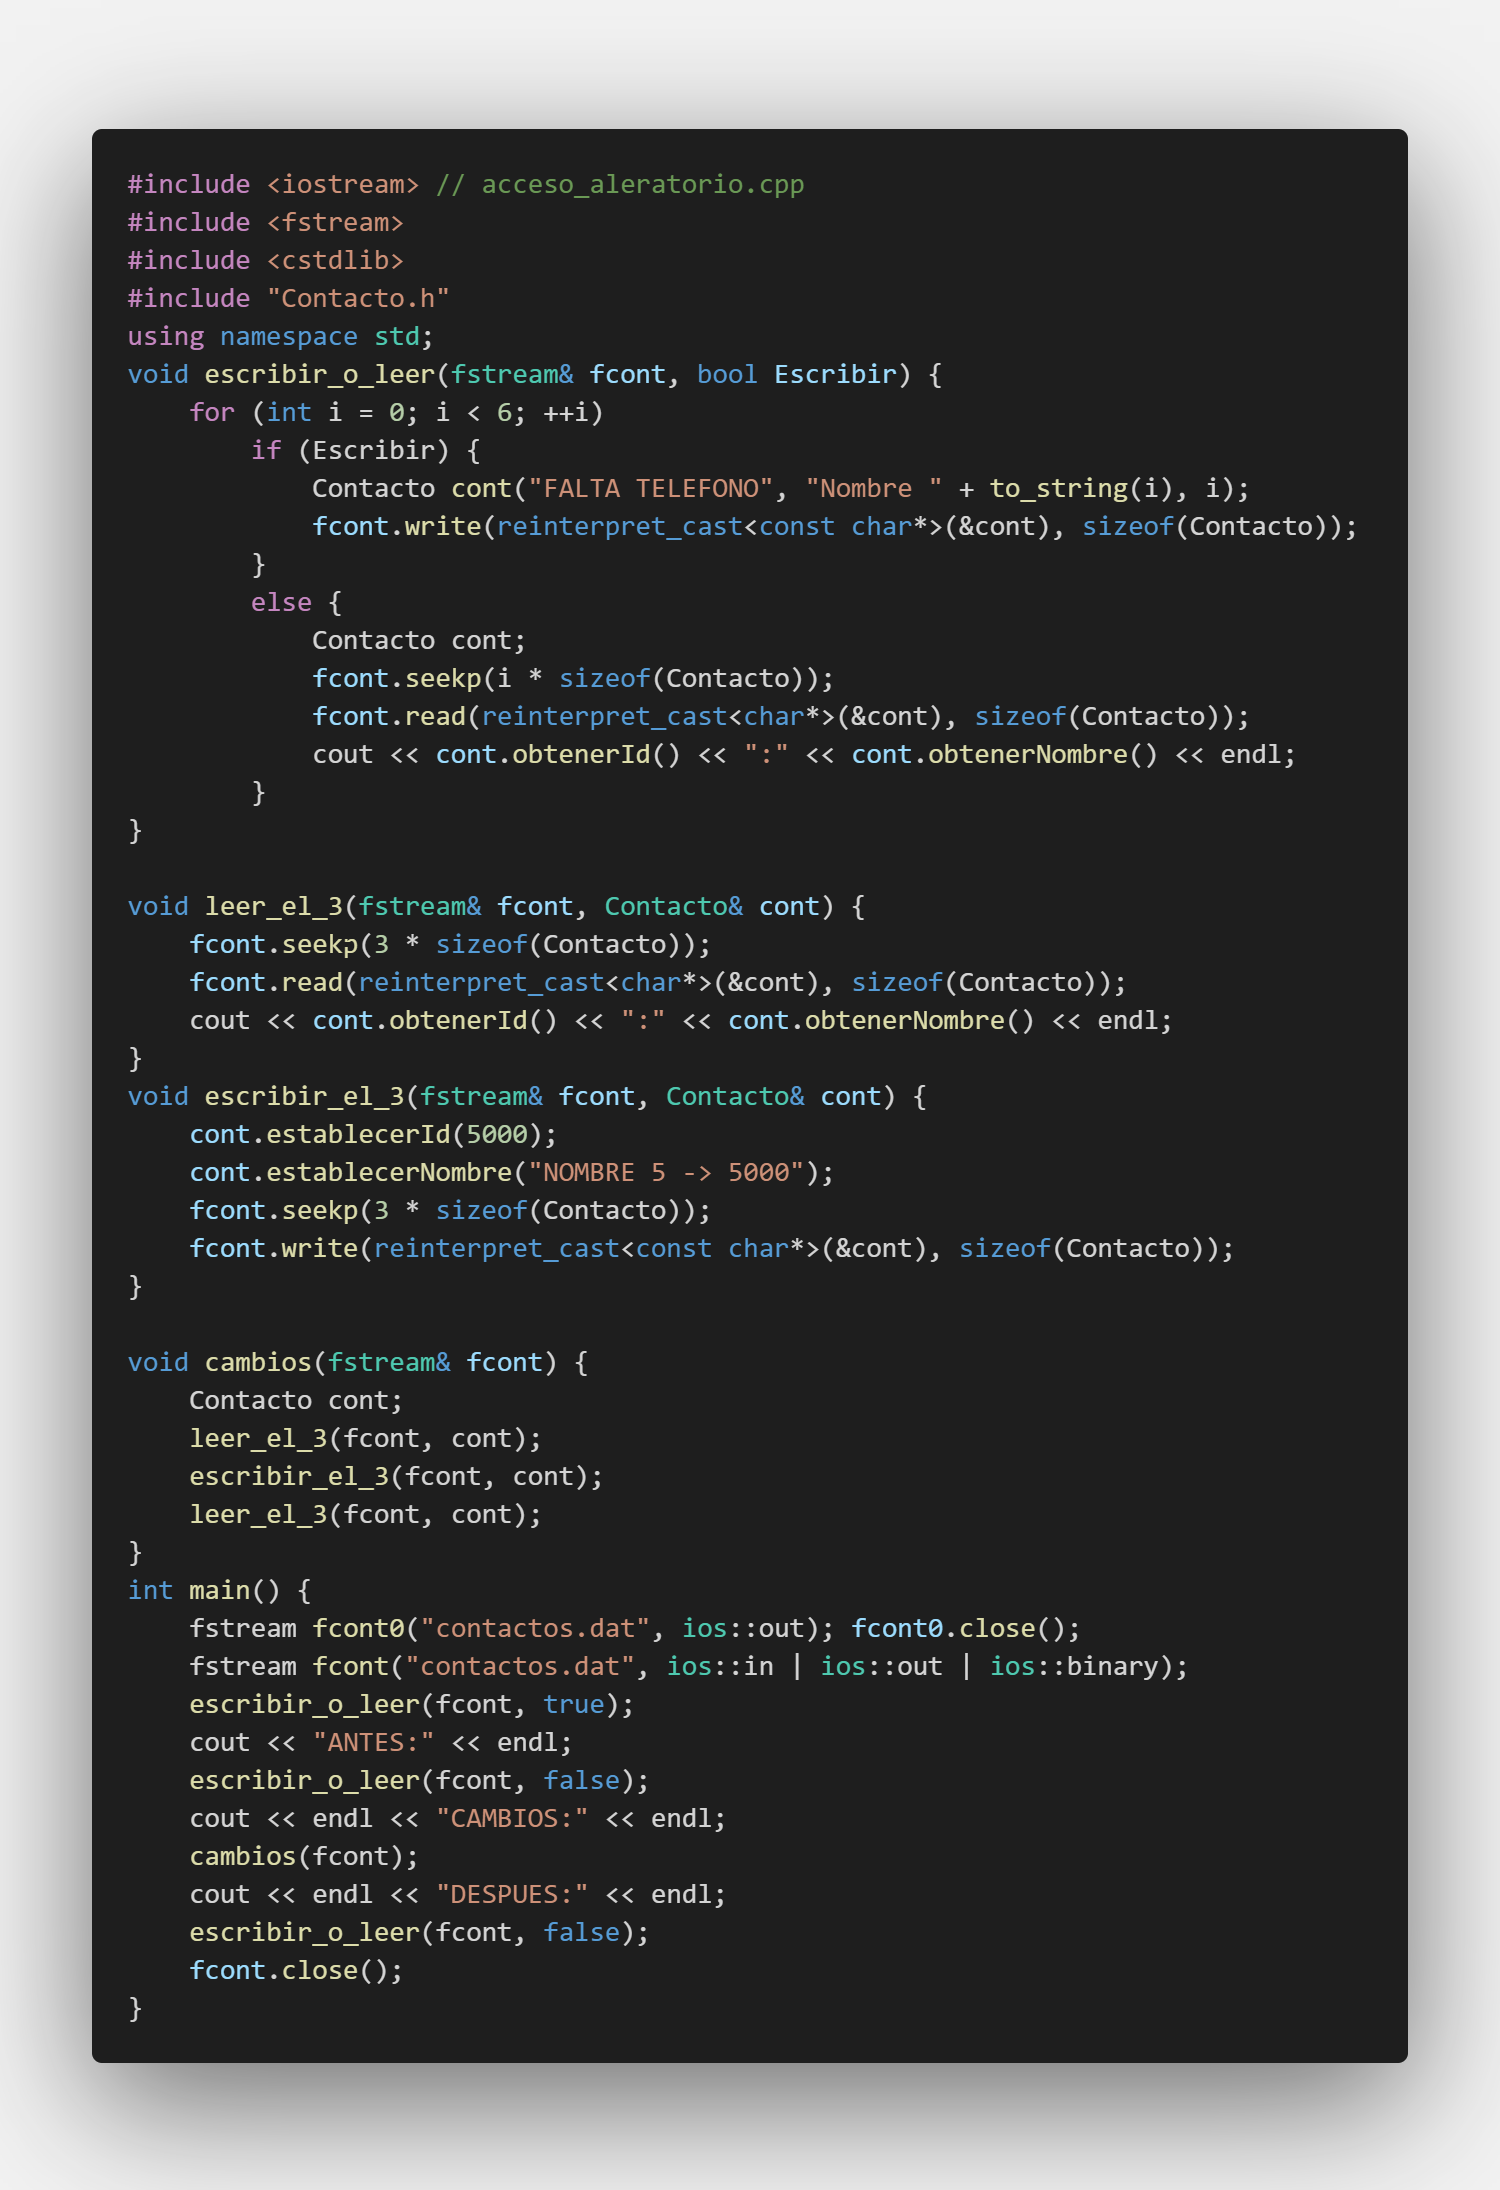 #include <iostream> // acceso_aleratorio.cpp
#include <fstream>
#include <cstdlib>
#include "Contacto.h"
using namespace std;
void escribir_o_leer(fstream& fcont, bool Escribir) {
    for (int i = 0; i < 6; ++i)
        if (Escribir) {
            Contacto cont("FALTA TELEFONO", "Nombre " + to_string(i), i);
            fcont.write(reinterpret_cast<const char*>(&cont), sizeof(Contacto));
        }
        else {
            Contacto cont;
            fcont.seekp(i * sizeof(Contacto));
            fcont.read(reinterpret_cast<char*>(&cont), sizeof(Contacto));
            cout << cont.obtenerId() << ":" << cont.obtenerNombre() << endl;
        }
}

void leer_el_3(fstream& fcont, Contacto& cont) {
    fcont.seekp(3 * sizeof(Contacto));
    fcont.read(reinterpret_cast<char*>(&cont), sizeof(Contacto));
    cout << cont.obtenerId() << ":" << cont.obtenerNombre() << endl;
}
void escribir_el_3(fstream& fcont, Contacto& cont) {
    cont.establecerId(5000);
    cont.establecerNombre("NOMBRE 5 -> 5000");
    fcont.seekp(3 * sizeof(Contacto));
    fcont.write(reinterpret_cast<const char*>(&cont), sizeof(Contacto));
}

void cambios(fstream& fcont) {
    Contacto cont;
    leer_el_3(fcont, cont);
    escribir_el_3(fcont, cont);
    leer_el_3(fcont, cont);
}
int main() {
    fstream fcont0("contactos.dat", ios::out); fcont0.close();
    fstream fcont("contactos.dat", ios::in | ios::out | ios::binary);
    escribir_o_leer(fcont, true);
    cout << "ANTES:" << endl;
    escribir_o_leer(fcont, false);
    cout << endl << "CAMBIOS:" << endl;
    cambios(fcont);
    cout << endl << "DESPUES:" << endl;
    escribir_o_leer(fcont, false);
    fcont.close();
}